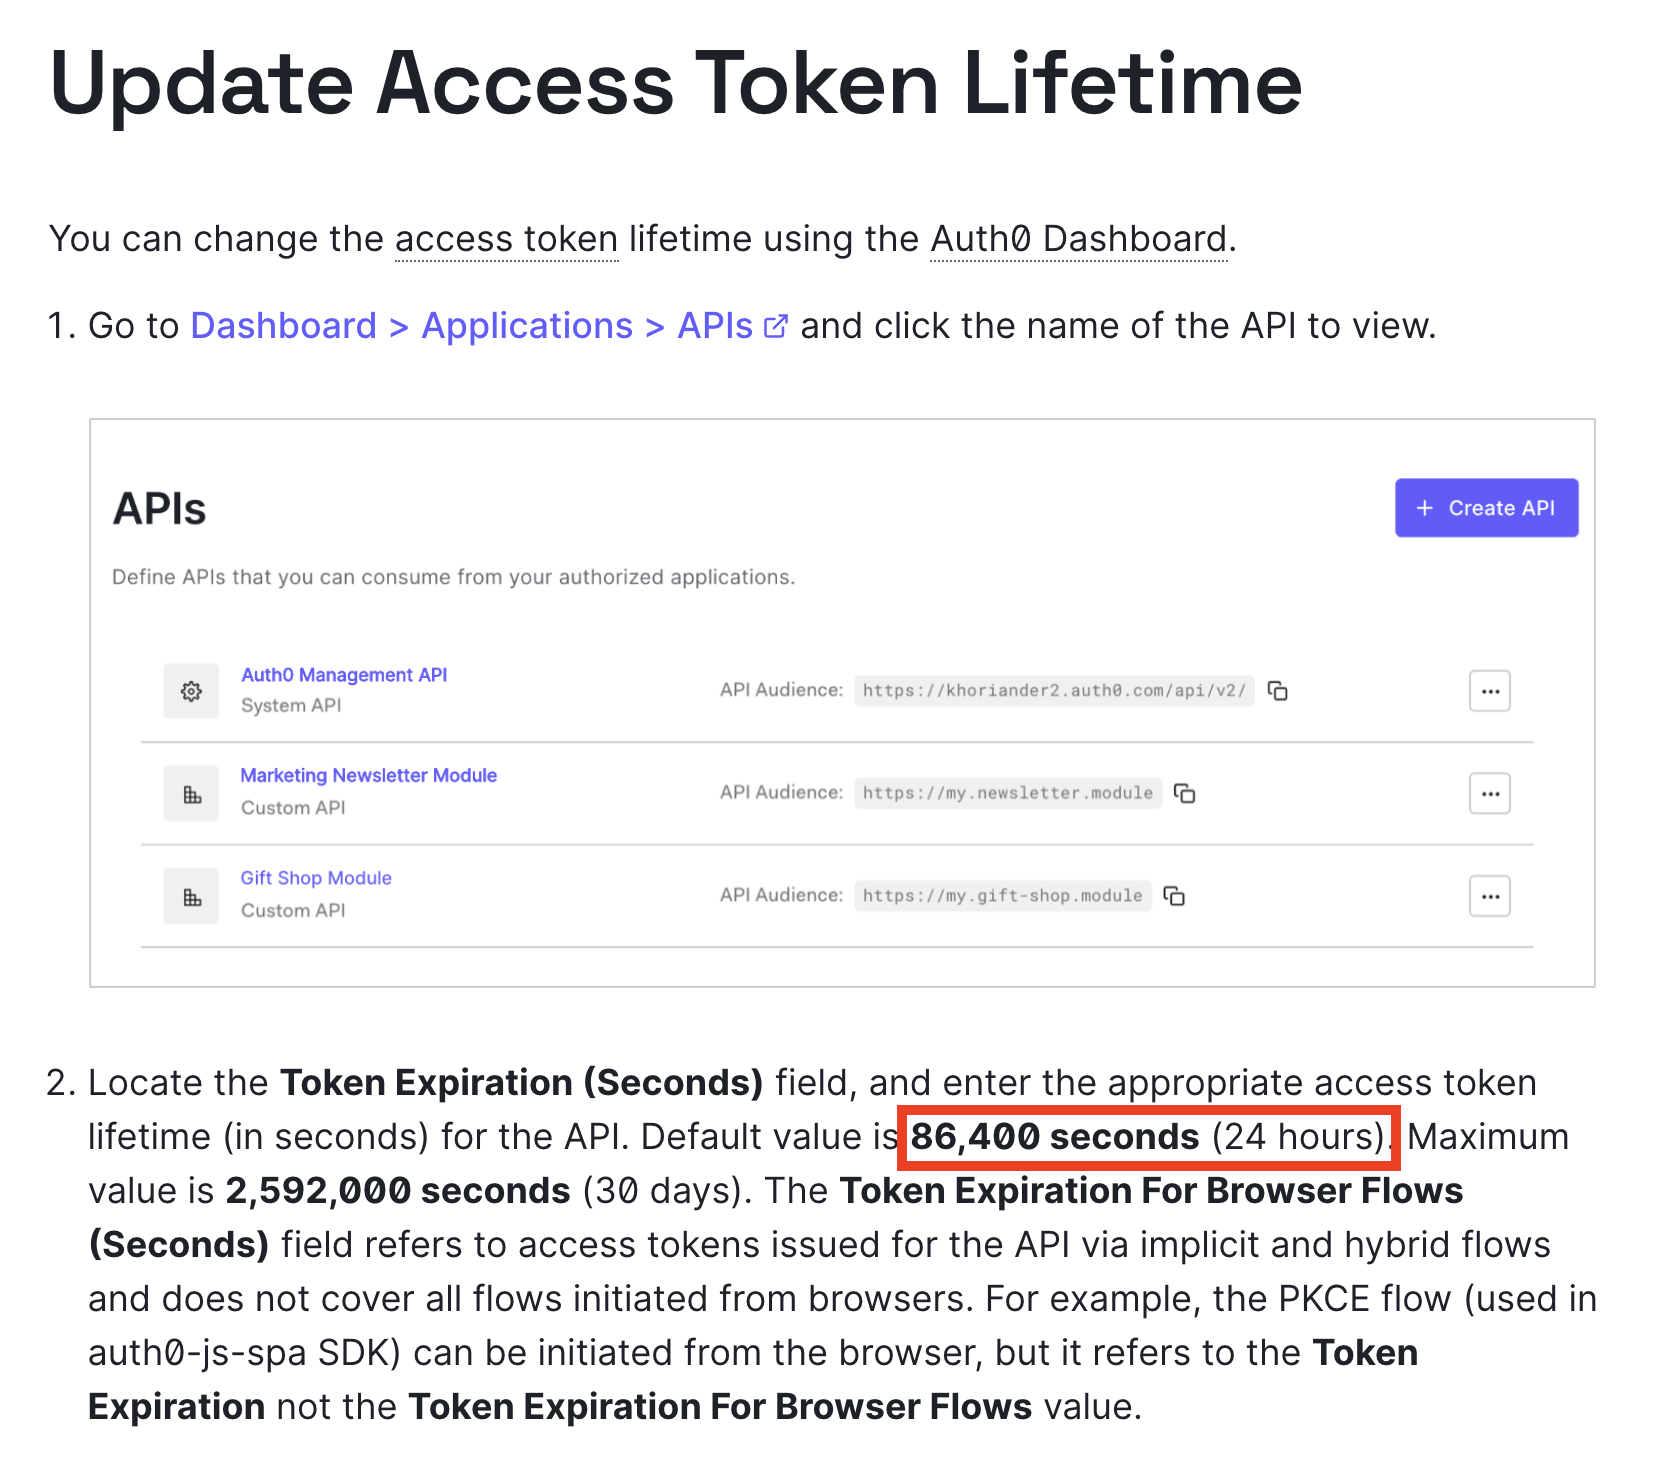 Update Access Token Lifetime
You can change the access token lifetime using the Auth0 Dashboard.
1. Go to Dashboard > Applications > APIs and click the name of the API to view.
APIs
+ Create API
Define APIs that you can consume from your authorized applications.
Auth0 Management API
System API
API Audience: https://khoriander2.auth0.com/api/v2/
Marketing Newsletter Module
Custom API
API Audience: https://my.newsletter.module
Gift Shop Module
Custom API
API Audience: https://my.gift-shop.module
2. Locate the Token Expiration (Seconds) field, and enter the appropriate access token
lifetime (in seconds) for the API. Default value is 86,400 seconds (24 hours). Maximum
value is 2,592,000 seconds (30 days). The Token Expiration For Browser Flows
(Seconds) field refers to access tokens issued for the API via implicit and hybrid flows
and does not cover all flows initiated from browsers. For example, the PKCE flow (used in
auth0-js-spa SDK) can be initiated from the browser, but it refers to the Token
Expiration not the Token Expiration For Browser Flows value.